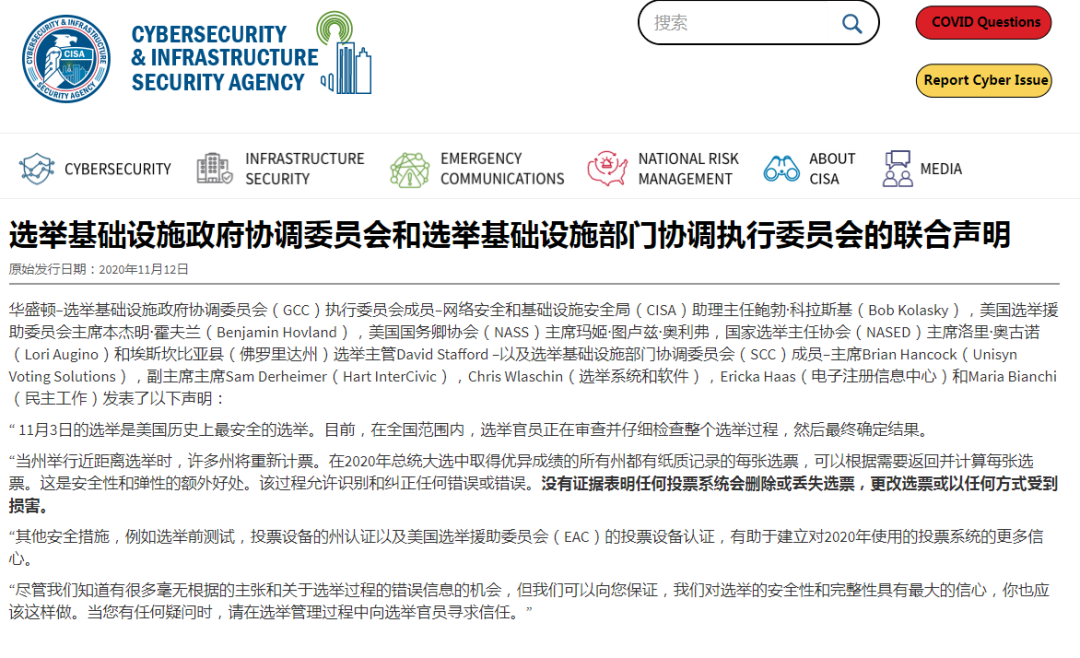 CYBERSECURITY & INFRASTRUCTURE
CISA
SECURITY AGENCY
CYBERSECURITY
& INFRASTRUCTURE
SECURITY AGENCY
搜索
COVID Questions
Report Cyber Issue
CYBERSECURITY
INFRASTRUCTURE
SECURITY
EMERGENCY
COMMUNICATIONS
NATIONAL RISK
MANAGEMENT
ABOUT
CISA
MEDIA
选举基础设施政府协调委员会和选举基础设施部门协调执行委员会的联合声明
原始发行日期：2020年11月12日
华盛顿–选举基础设施政府协调委员会（GCC）执行委员会成员–网络安全和基础设施安全局（CISA）助理主任鲍勃·科拉斯基（Bob Kolasky），美国选举援
助委员会主席本杰明·霍夫兰（Benjamin Hovland），美国国务卿协会（NASS）主席玛姬·图卢兹·奥利弗，国家选举主任协会（NASED）主席洛里·奥古诺
（Lori Augino）和埃斯坎比亚县（佛罗里达州）选举主管David Stafford –以及选举基础设施部门协调委员会（SCC）成员–主席Brian Hancock（Unisyn
Voting Solutions），副主席主席Sam Derheimer（Hart InterCivic），Chris Wlaschin（选举系统和软件），Ericka Haas（电子注册信息中心）和Maria Bianchi
（民主工作）发表了以下声明：
“ 11月3日的选举是美国历史上最安全的选举。目前，在全国范围内，选举官员正在审查并仔细检查整个选举过程，然后最终确定结果。
“当州举行近距离选举时，许多州将重新计票。在2020年总统大选中取得优异成绩的所有州都有纸质记录的每张选票，可以根据需要返回并计算每张选
票。这是安全性和弹性的额外好处。该过程允许识别和纠正任何错误或错误。没有证据表明任何投票系统会删除或丢失选票，更改选票或以任何方式受到
损害。
“其他安全措施，例如选举前测试，投票设备的州认证以及美国选举援助委员会（EAC）的投票设备认证，有助于建立对2020年使用的投票系统的更多信
心。
“尽管我们知道有很多毫无根据的主张和关于选举过程的错误信息的机会，但我们可以向您保证，我们对选举的安全性和完整性具有最大的信心，你也应
该这样做。当您有任何疑问时，请在选举管理过程中向选举官员寻求信任。”